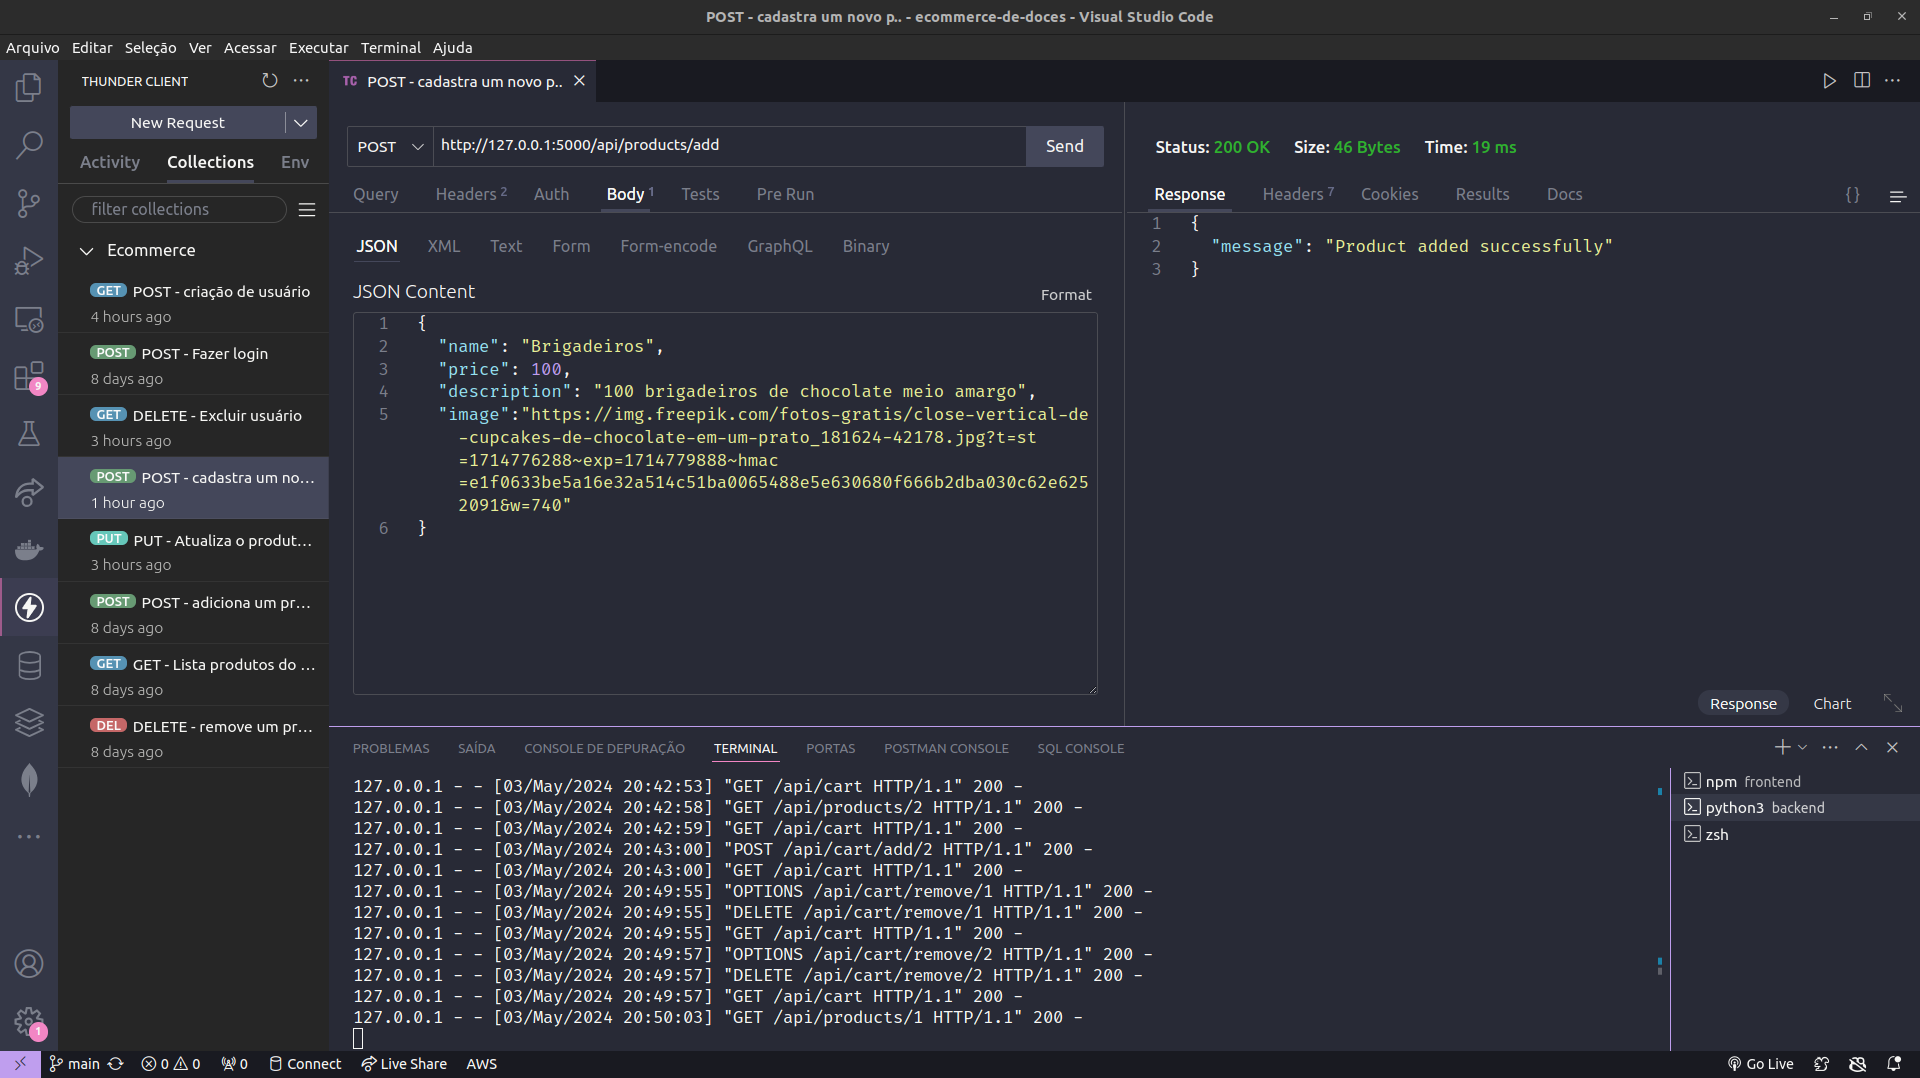 POST - cadastra um novo p.. - ecommerce-de-doces - Visual Studio Code
Arquivo Editar Seleção Ver Acessar Executar Terminal Ajuda
THUNDER CLIENT
New Request
Activity Collections Env
filter collections
Ecommerce
GET POST - criação de usuário
4 hours ago
POST POST - Fazer login
8 days ago
GET DELETE - Excluir usuário
3 hours ago
POST POST - cadastra um no...
1 hour ago
PUT PUT - Atualiza o produt...
3 hours ago
POST POST - adiciona um pr...
8 days ago
GET GET - Lista produtos do ...
8 days ago
DEL DELETE - remove um pr...
8 days ago
9
1
TC POST - cadastra um novo p..
POST http://127.0.0.1:5000/api/products/add Send
Query Headers 2 Auth Body 1 Tests Pre Run
JSON XML Text Form Form-encode GraphQL Binary
JSON Content
Format
1 {
2 "name": "Brigadeiros",
3 "price": 100,
4 "description": "100 brigadeiros de chocolate meio amargo",
5 "image":"https://img.freepik.com/fotos-gratis/close-vertical-de
-cupcakes-de-chocolate-em-um-prato_181624-42178.jpg?t=st
=1714776288~exp=1714779888~hmac
=e1f0633be5a16e32a514c51ba0065488e5e630680f666b2dba030c62e625
2091&w=740"
6 }
Status: 200 OK Size: 46 Bytes Time: 19 ms
Response Headers 7 Cookies Results Docs {}
1 {
2 "message": "Product added successfully"
3 }
Response Chart
PROBLEMAS SAÍDA CONSOLE DE DEPURAÇÃO TERMINAL PORTAS POSTMAN CONSOLE SQL CONSOLE
127.0.0.1 - - [03/May/2024 20:42:53] "GET /api/cart HTTP/1.1" 200 -
127.0.0.1 - - [03/May/2024 20:42:58] "GET /api/products/2 HTTP/1.1" 200 -
127.0.0.1 - - [03/May/2024 20:42:59] "GET /api/cart HTTP/1.1" 200 -
127.0.0.1 - - [03/May/2024 20:43:00] "POST /api/cart/add/2 HTTP/1.1" 200 -
127.0.0.1 - - [03/May/2024 20:43:00] "GET /api/cart HTTP/1.1" 200 -
127.0.0.1 - - [03/May/2024 20:49:55] "OPTIONS /api/cart/remove/1 HTTP/1.1" 200 -
127.0.0.1 - - [03/May/2024 20:49:55] "DELETE /api/cart/remove/1 HTTP/1.1" 200 -
127.0.0.1 - - [03/May/2024 20:49:55] "GET /api/cart HTTP/1.1" 200 -
127.0.0.1 - - [03/May/2024 20:49:57] "OPTIONS /api/cart/remove/2 HTTP/1.1" 200 -
127.0.0.1 - - [03/May/2024 20:49:57] "DELETE /api/cart/remove/2 HTTP/1.1" 200 -
127.0.0.1 - - [03/May/2024 20:49:57] "GET /api/cart HTTP/1.1" 200 -
127.0.0.1 - - [03/May/2024 20:50:03] "GET /api/products/1 HTTP/1.1" 200 -
npm frontend
python3 backend
zsh
main 0 0 0 Connect Live Share AWS Go Live